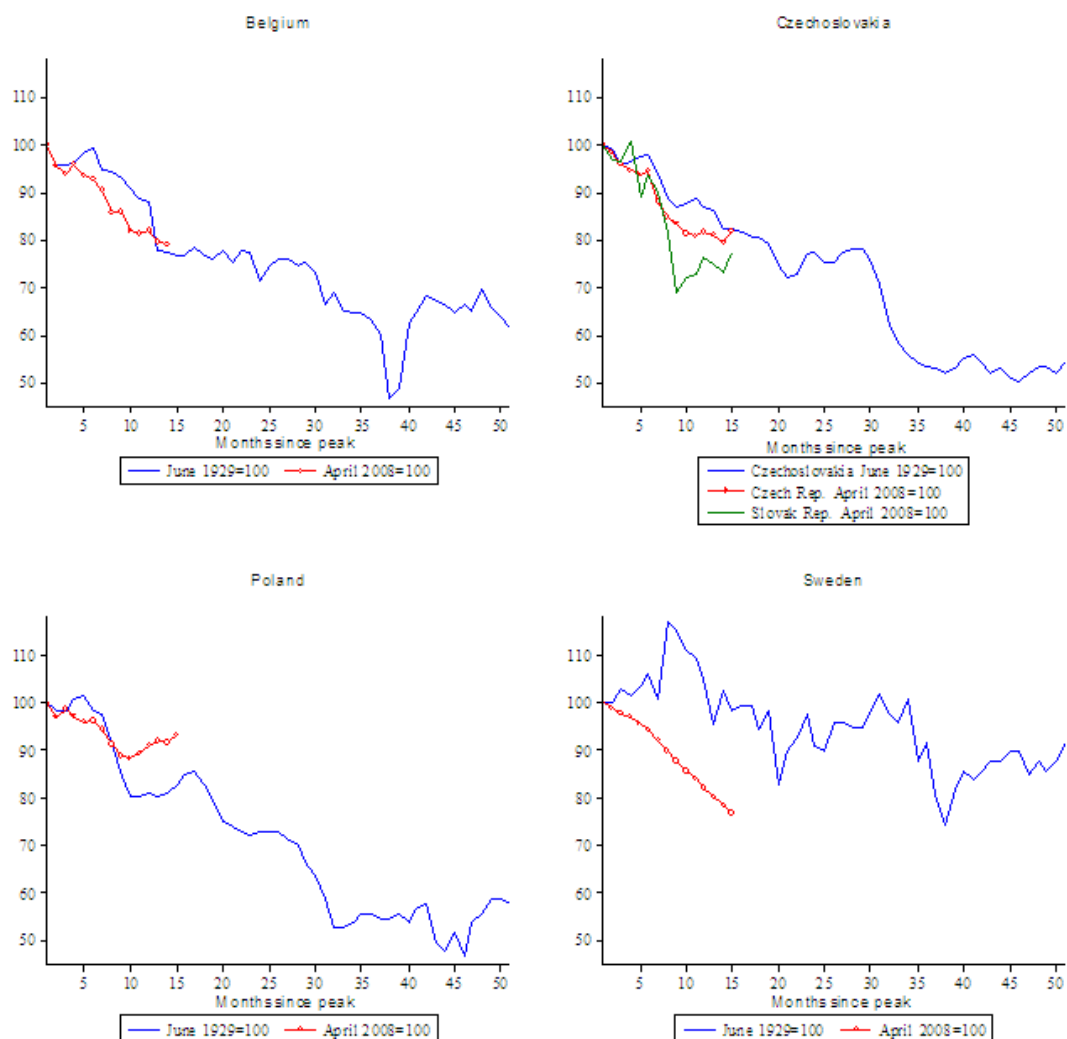 Belgium
110
100
90
80
70
60
50
5 10 15 20 25 30 35 40 45 50
Months since peak
June 1929=100 April 2008=100
Czechoslovakia
110
100
90
80
70
60
50
5 10 15 20 25 30 35 40 45 50
Months since peak
Czechoslovakia June 1929=100
Czech Rep. April 2008=100
Slovak Rep. April 2008=100
Poland
110
100
90
80
70
60
50
5 10 15 20 25 30 35 40 45 50
Months since peak
June 1929=100 April 2008=100
Sweden
110
100
90
80
70
60
50
5 10 15 20 25 30 35 40 45 50
Months since peak
June 1929=100 April 2008=100